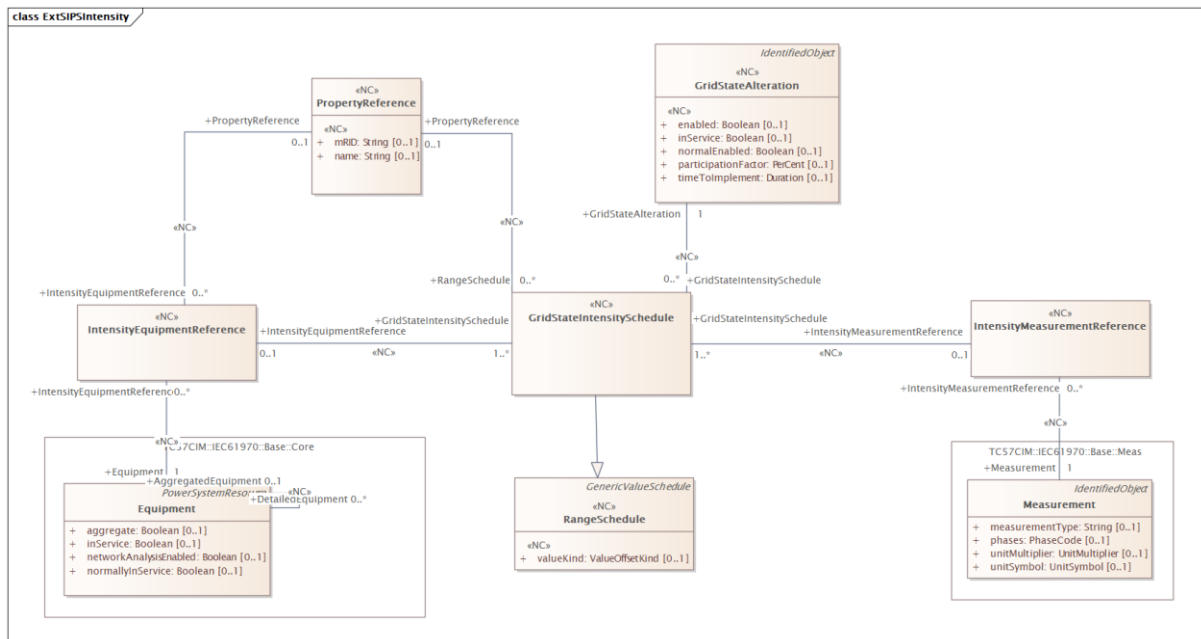 class ExtSIPSIntensity
IdentifiedObject
«NC»
GridStateAlteration
«NC»
+ enabled: Boolean [0..1]
+ inService: Boolean [0..1]
+ normalEnabled: Boolean [0..1]
+ participationFactor: PerCent [0..1]
+ timeToImplement: Duration [0..1]
«NC»
PropertyReference
«NC»
+ mRID: String [0..1]
+ name: String [0..1]
+PropertyReference
0..1
+PropertyReference
0..1
«NC»
«NC»
+GridStateAlteration 1
«NC»
+IntensityEquipmentReference 0..*
+RangeSchedule 0..*
0..* +GridStateIntensitySchedule
«NC»
IntensityEquipmentReference
+IntensityEquipmentReference
0..1
«NC»
+GridStateIntensitySchedule
1..*
«NC»
GridStateIntensitySchedule
+GridStateIntensitySchedule
1..*
«NC»
+IntensityMeasurementReference
0..1
«NC»
IntensityMeasurementReference
+IntensityEquipmentReference 0..*
«NC»
+IntensityMeasurementReference 0..*
«NC»
TC57CIM::IEC61970::Base::Core
+Equipment 1
+AggregatedEquipment 0..1
«NC»
+DetailedEquipment 0..*
Equipment
+ aggregate: Boolean [0..1]
+ inService: Boolean [0..1]
+ networkAnalysisEnabled: Boolean [0..1]
+ normallyInService: Boolean [0..1]
GenericValueSchedule
«NC»
RangeSchedule
«NC»
+ valueKind: ValueOffsetKind [0..1]
TC57CIM::IEC61970::Base::Meas
+Measurement 1
IdentifiedObject
Measurement
+ measurementType: String [0..1]
+ phases: PhaseCode [0..1]
+ unitMultiplier: UnitMultiplier [0..1]
+ unitSymbol: UnitSymbol [0..1]